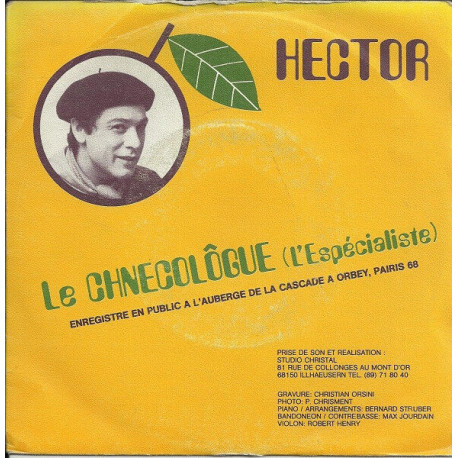 HECTOR
Le CHNECOLÔGUE (L'Espécialiste)
ENREGISTRE EN PUBLIC A L'AUBERGE DE LA CASCADE A ORBEY, PAIRIS 68
PRISE DE SON ET REALISATION :
STUDIO CHRISTAL
81 RUE DE COLLONGES AU MONT D'OR
68150 ILLHAEUSERN TEL. (89) 71 80 40
GRAVURE: CHRISTIAN ORSINI
PHOTO: P. CHRISMENT
PIANO / ARRANGEMENTS: BERNARD STRUBER
BANDONEON / CONTREBASSE: MAX JOURDAIN
VIOLON: ROBERT HENRY